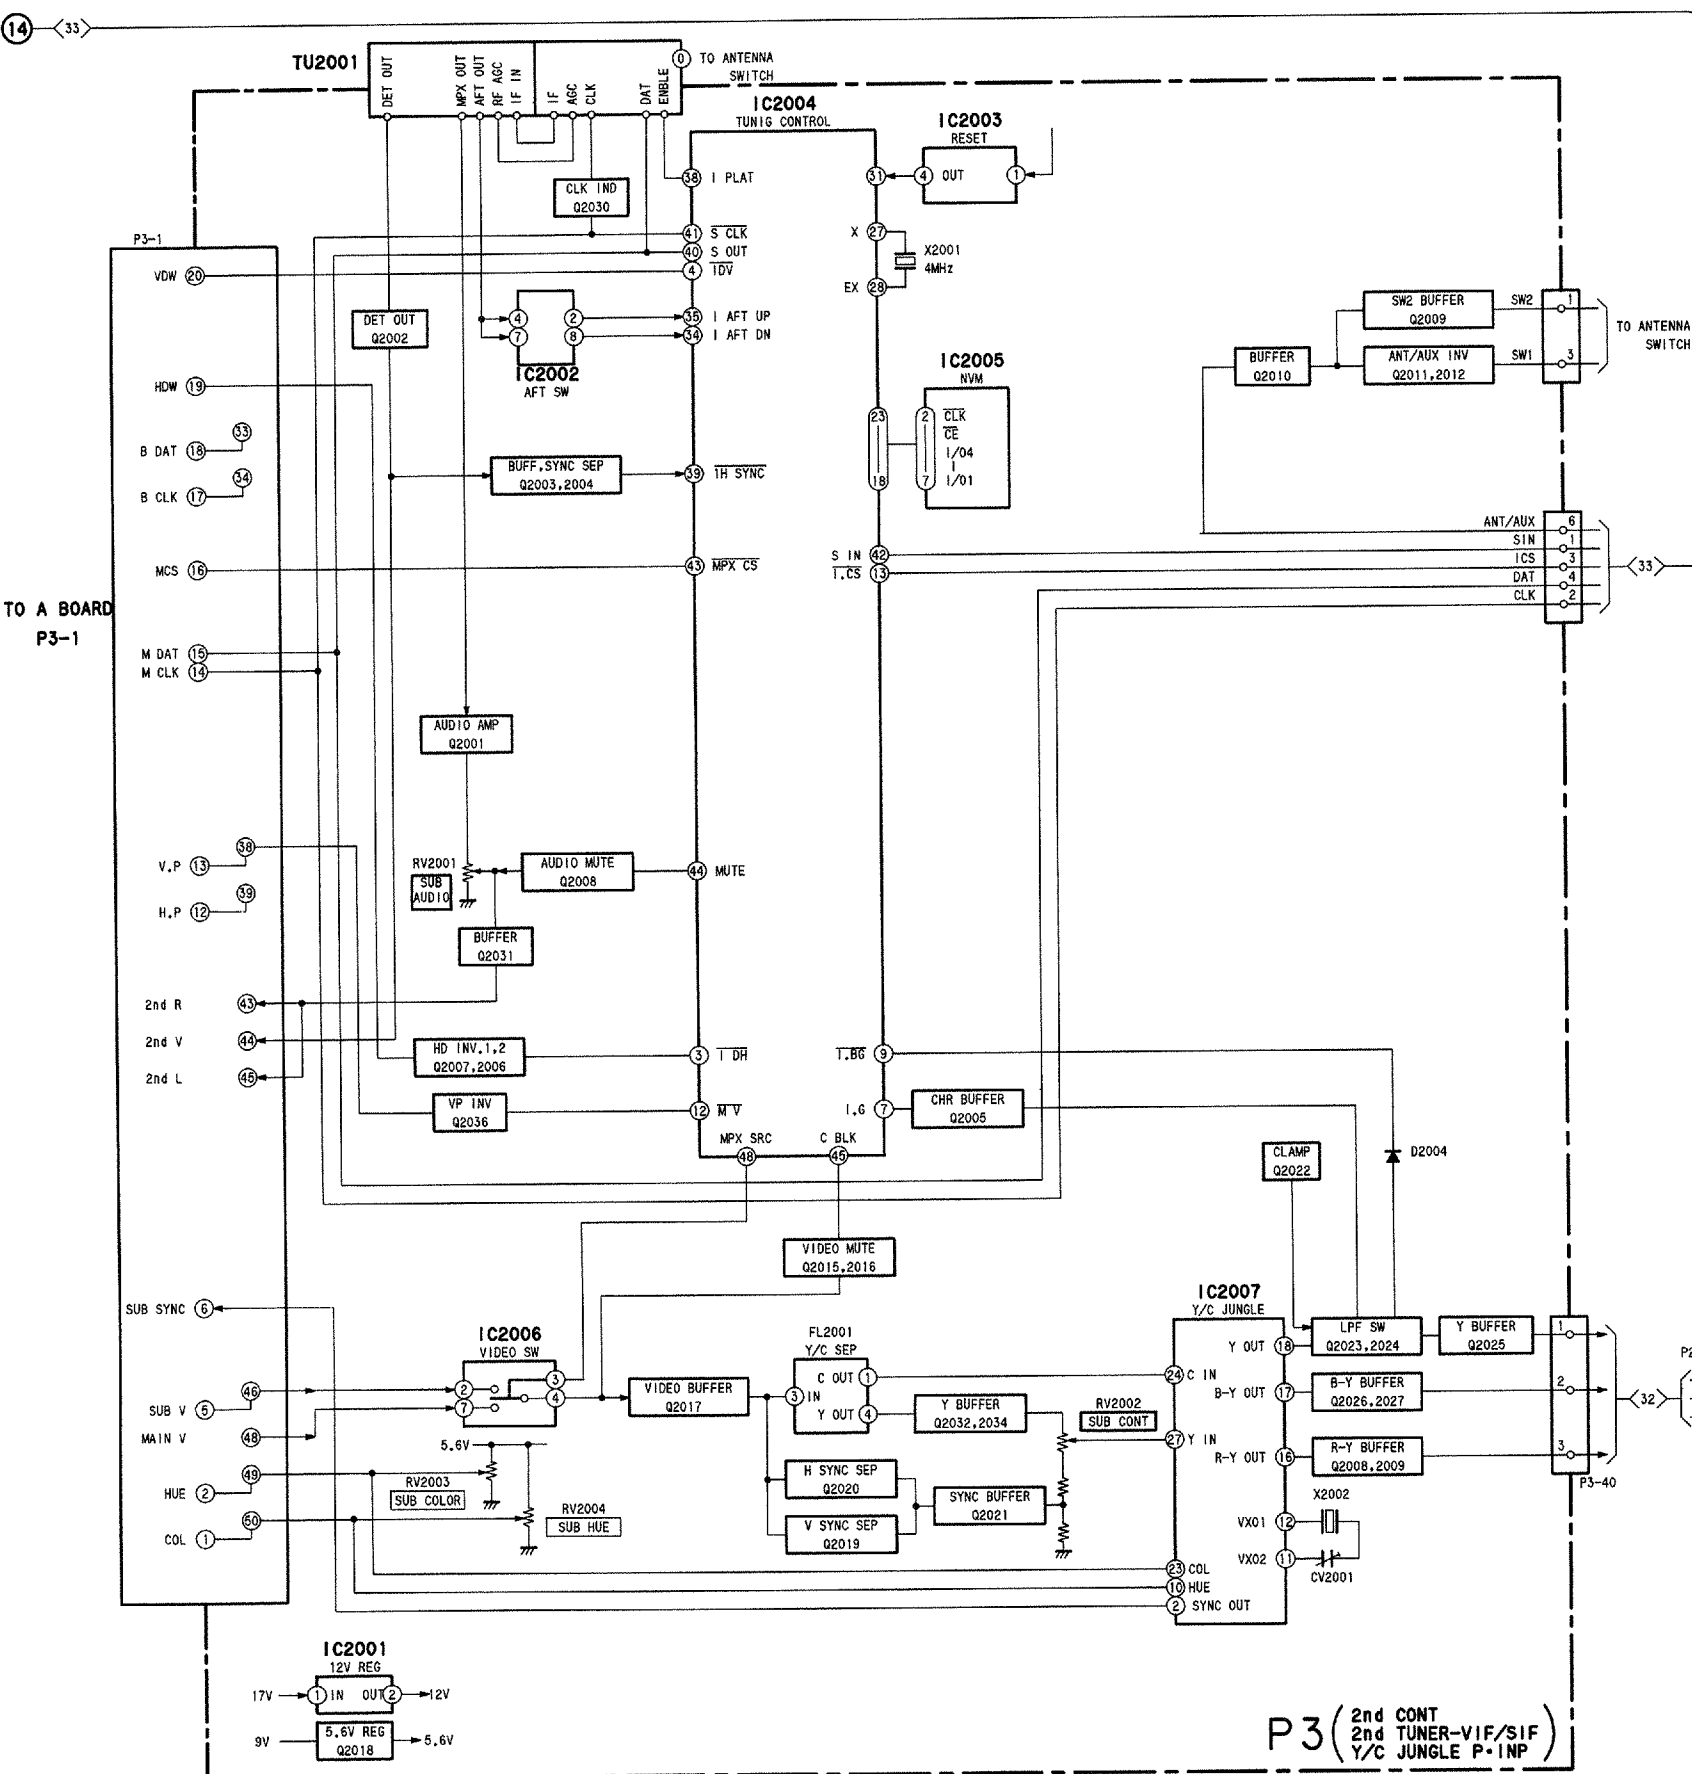 14
33
TU2001
DET OUT
MPX OUT
AFT OUT
RF AGC
IF IN
IF
AGC
CLK
DAT
ENBLE
0
TO ANTENNA
SWITCH
IC2004
TUNIG CONTROL
IC2003
RESET
4 OUT 1
CLK IND
Q2030
38 I PLAT
31
41 S CLK
40 S OUT
4 IDV
X 27
X2001
4MHz
EX 28
P3-1
VDW 20
DET OUT
Q2002
4 2
7 8
IC2002
AFT SW
35 I AFT UP
34 I AFT DN
SW2 BUFFER
Q2009
SW2 1
BUFFER
Q2010
ANT/AUX INV
Q2011,2012
SW1 3
TO ANTENNA
SWITCH
HDW 19
IC2005
NVM
23
18
2 CLK
CE
I/04
I
7 I/01
33
B DAT 18
34
B CLK 17
BUFF,SYNC SEP
Q2003,2004
39 IH SYNC
ANT/AUX 6
SIN 1
ICS 3
DAT 4
CLK 2
33
S IN 42
I.CS 13
MCS 16
43 MPX CS
TO A BOARD
P3-1
M DAT 15
M CLK 14
AUDIO AMP
Q2001
38
V.P 13
39
H.P 12
RV2001
SUB
AUDIO
AUDIO MUTE
Q2008
44 MUTE
BUFFER
Q2031
2nd R 43
2nd V 44
2nd L 45
HD INV.1,2
Q2007,2006
3 I DH
I.BG 9
VP INV
Q2036
12 M V
I.G 7
CHR BUFFER
Q2005
MPX SRC
48
C BLK
45
CLAMP
Q2022
D2004
VIDEO MUTE
Q2015,2016
SUB SYNC 6
IC2006
VIDEO SW
2 3
7 4
FL2001
Y/C SEP
C OUT 1
3 IN
Y OUT 4
IC2007
Y/C JUNGLE
Y OUT 18
LPF SW
Q2023,2024
Y BUFFER
Q2025
1
46
SUB V 5
MAIN V 48
VIDEO BUFFER
Q2017
Y BUFFER
Q2032,2034
RV2002
SUB CONT
24 C IN
B-Y OUT 17
B-Y BUFFER
Q2026,2027
2
32
27 Y IN
R-Y OUT 16
R-Y BUFFER
Q2008,2009
3
P3-40
5.6V
49
HUE 2
RV2003
SUB COLOR
50
COL 1
RV2004
SUB HUE
H SYNC SEP
Q2020
V SYNC SEP
Q2019
SYNC BUFFER
Q2021
VXO1 12
X2002
VXO2 11
CV2001
23 COL
10 HUE
2 SYNC OUT
IC2001
12V REG
17V 1 IN OUT 2 12V
9V
5.6V REG
Q2018
5.6V
P3
2nd CONT
2nd TUNER-VIF/SIF
Y/C JUNGLE P·INP